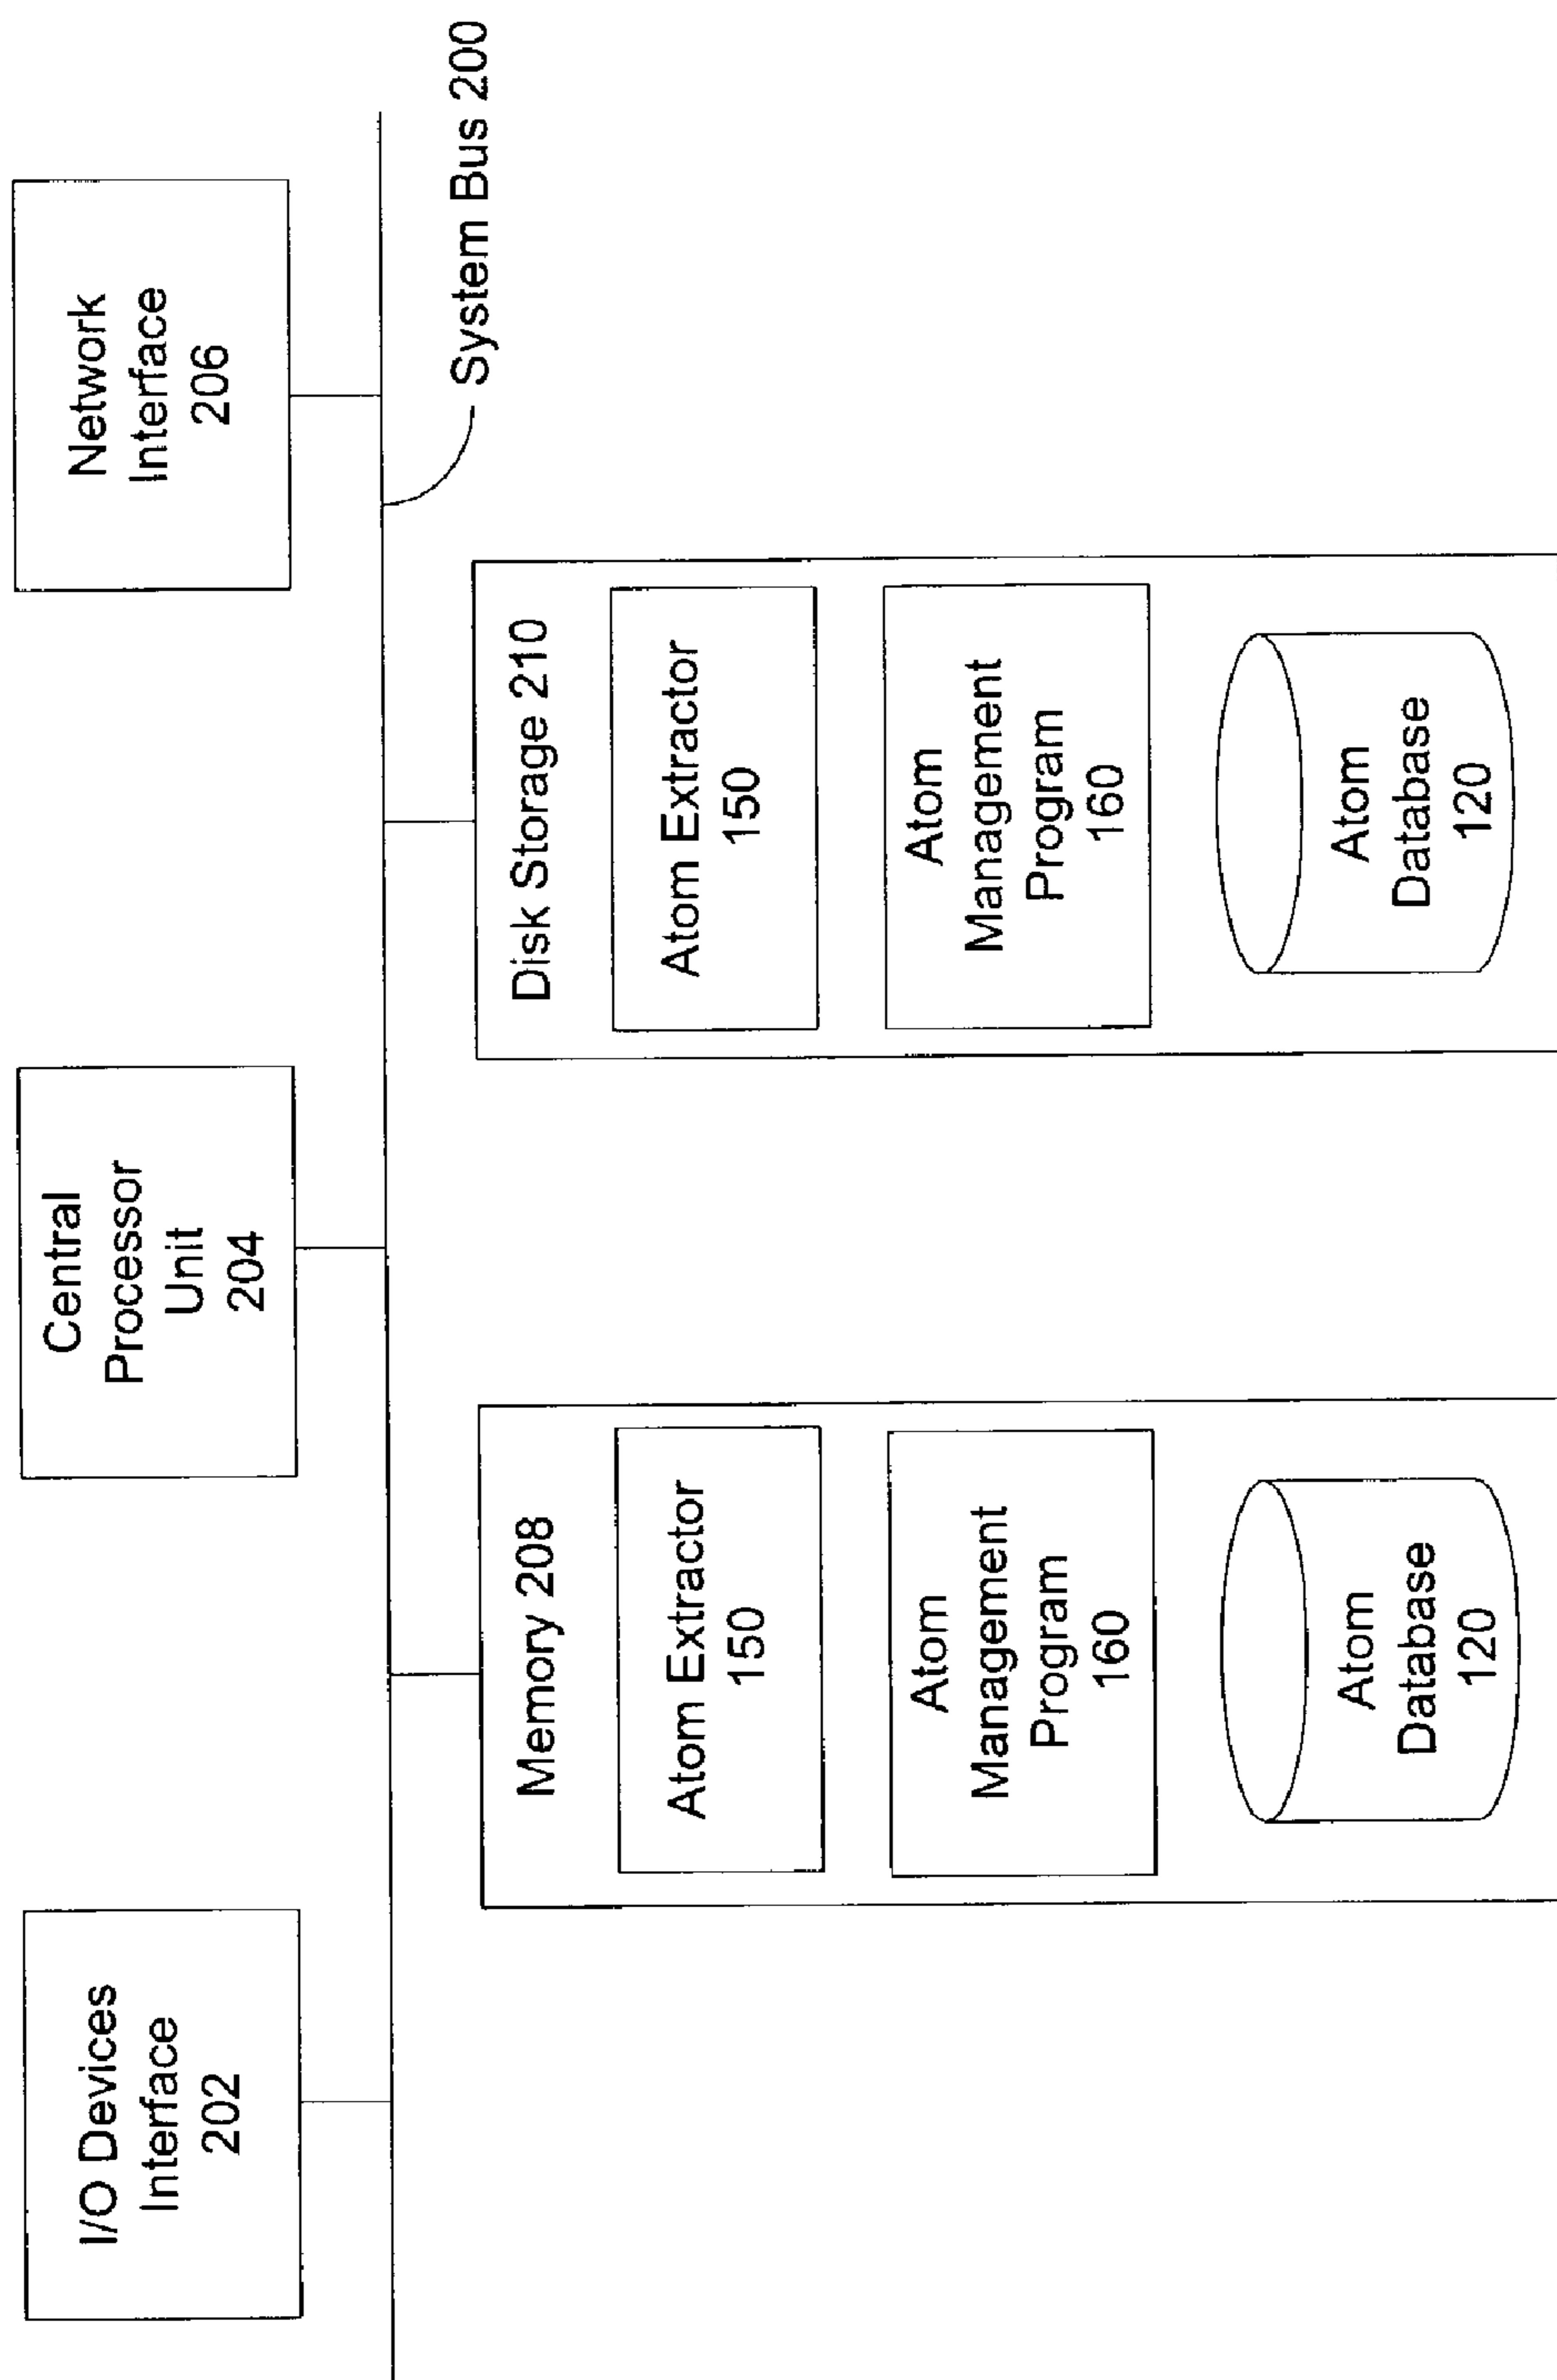 I/O Devices
Interface
202
Central
Processor
Unit
204
Network
Interface
206
System Bus 200
Memory 208
Atom Extractor
150
Atom
Management
Program
160
Atom
Database
120
Disk Storage 210
Atom Extractor
150
Atom
Management
Program
160
Atom
Database
120